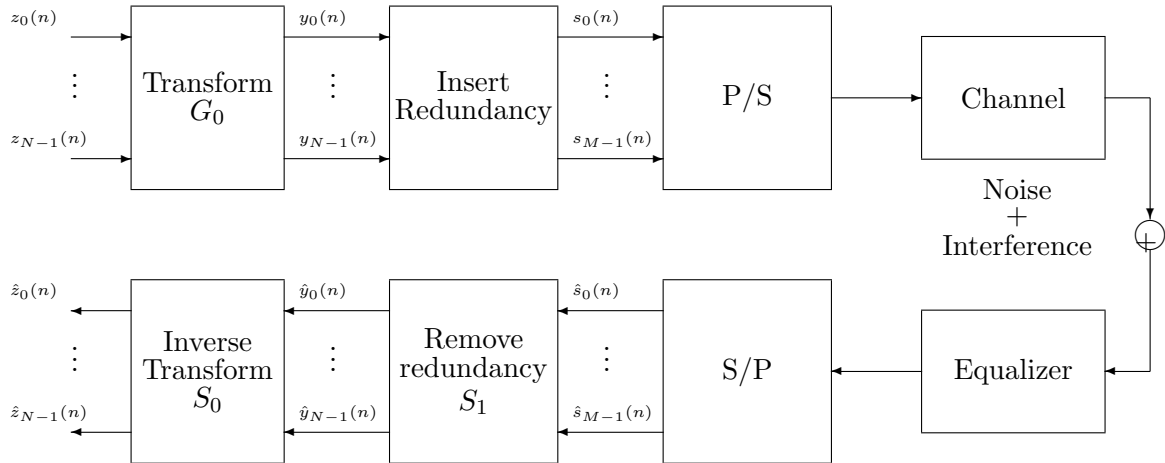 z_0(n) y_0(n) s_0(n)
⋮ Transform G_0 ⋮ Insert Redundancy ⋮ P/S Channel
z_{N−1}(n) y_{N−1}(n) s_{M−1}(n)
Noise
+
Interference +
ẑ_0(n) ŷ_0(n) ŝ_0(n)
⋮ Inverse Transform S_0 ⋮ Remove redundancy S_1 ⋮ S/P Equalizer
ẑ_{N−1}(n) ŷ_{N−1}(n) ŝ_{M−1}(n)